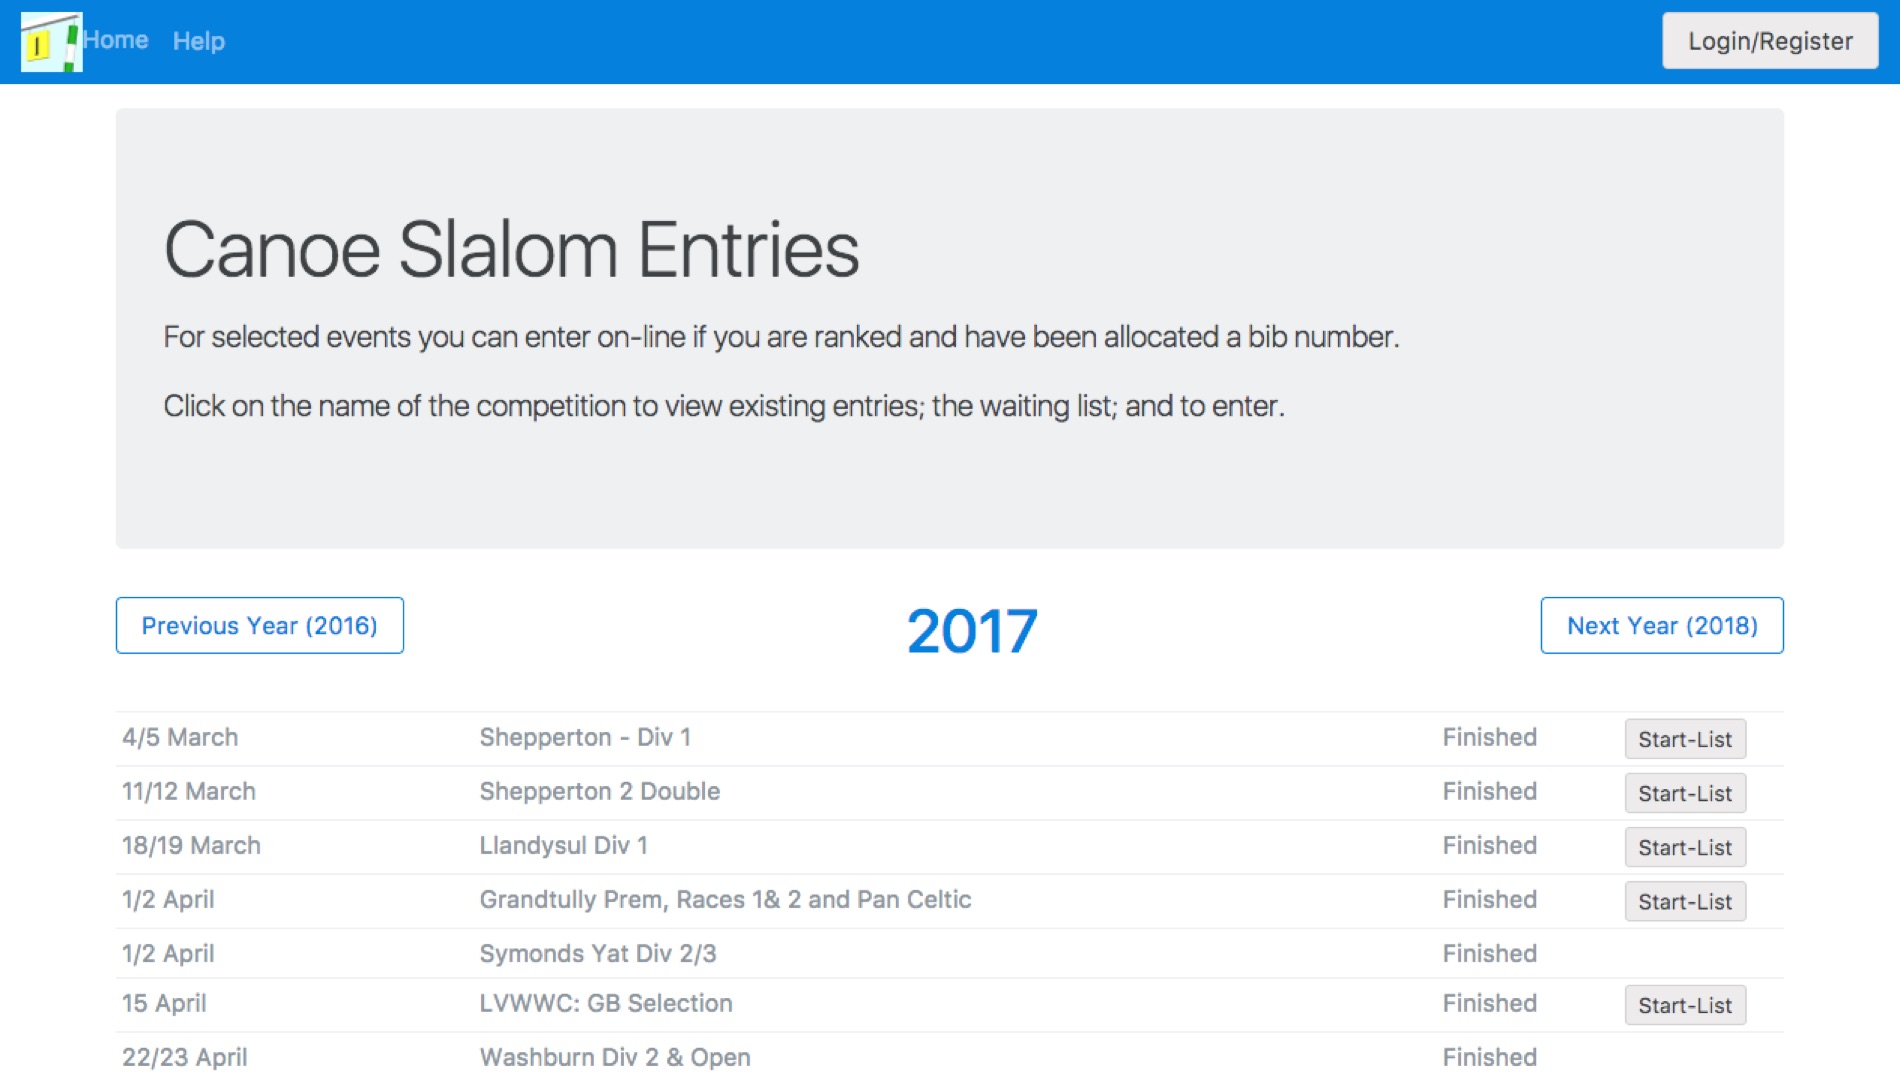 Home Help Login/Register
Canoe Slalom Entries
For selected events you can enter on-line if you are ranked and have been allocated a bib number.
Click on the name of the competition to view existing entries; the waiting list; and to enter.
Previous Year (2016) 2017 Next Year (2018)
4/5 March Shepperton - Div 1 Finished Start-List
11/12 March Shepperton 2 Double Finished Start-List
18/19 March Llandysul Div 1 Finished Start-List
1/2 April Grandtully Prem, Races 1& 2 and Pan Celtic Finished Start-List
1/2 April Symonds Yat Div 2/3 Finished
15 April LVWWC: GB Selection Finished Start-List
22/23 April Washburn Div 2 & Open Finished